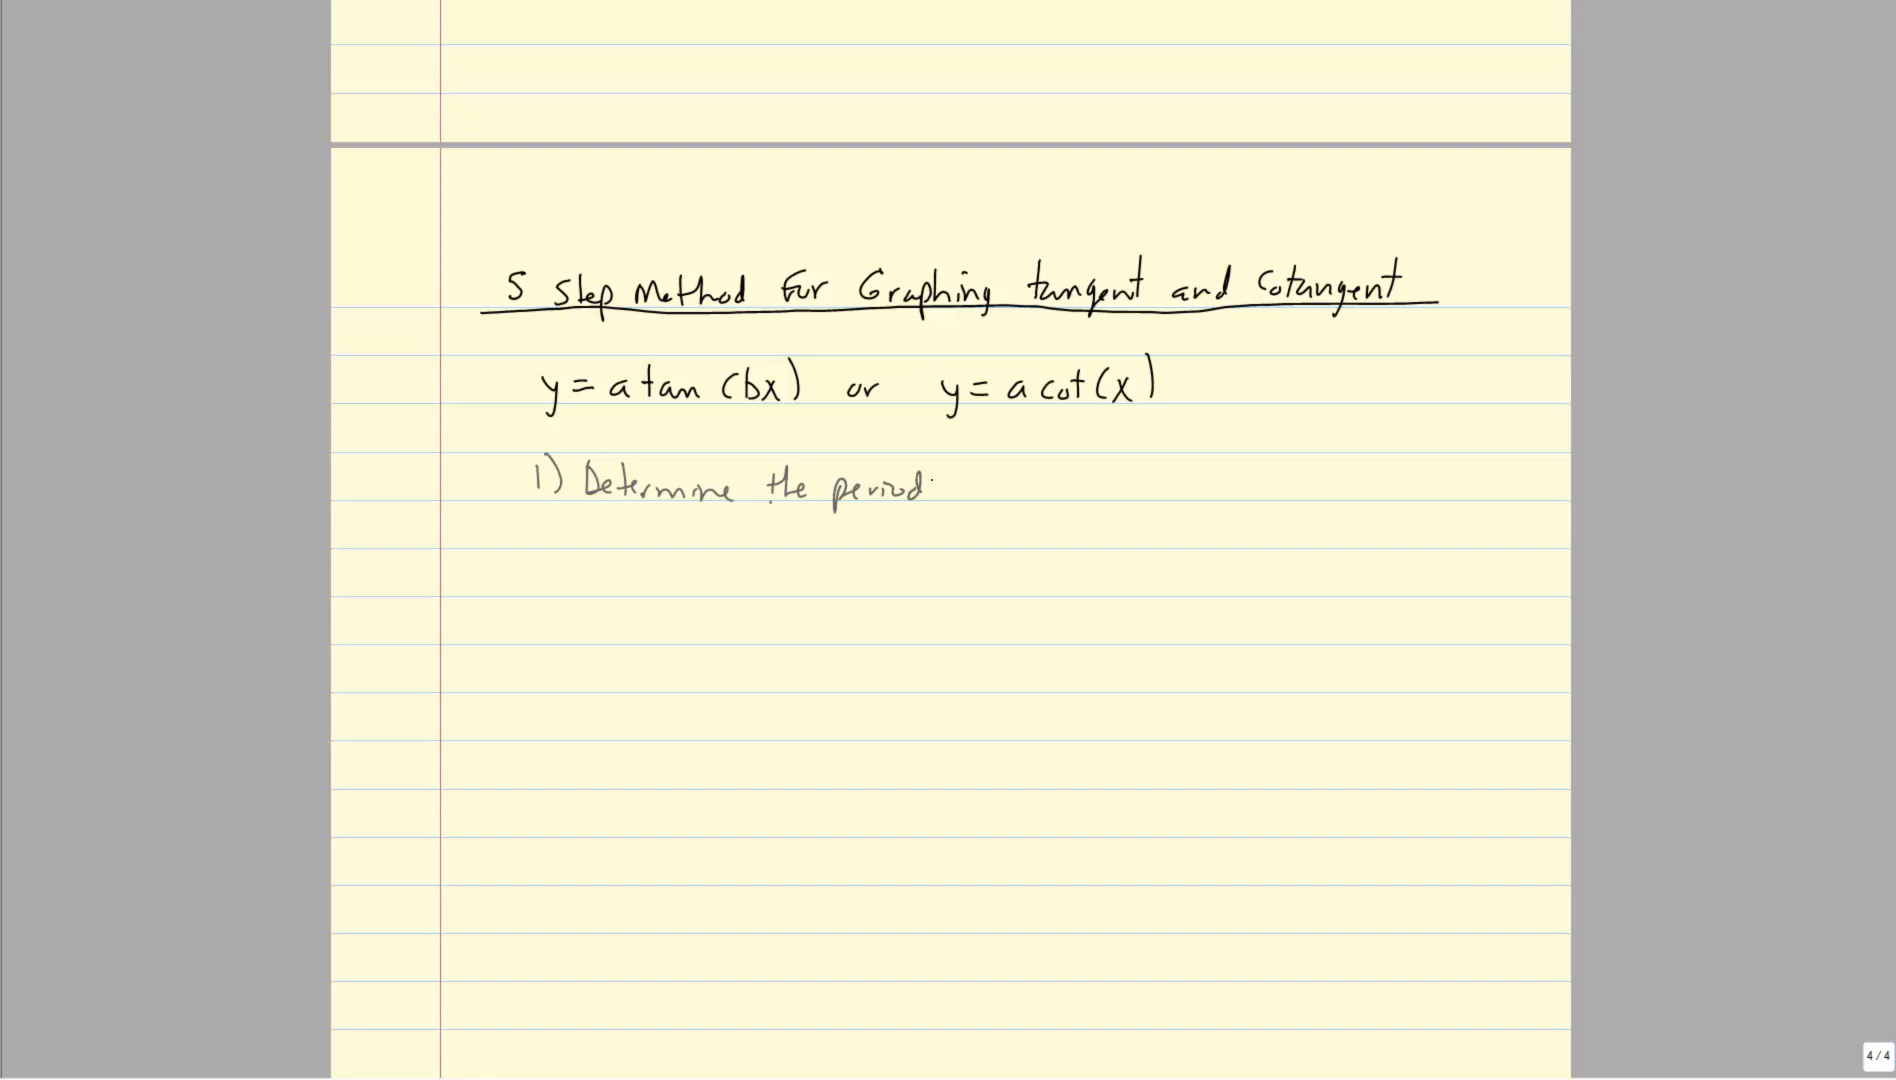 5 Step Method For Graphing tangent and Cotangent
y = a tan (bx) or y = a cot (x)
1) Determine the period
4 / 4